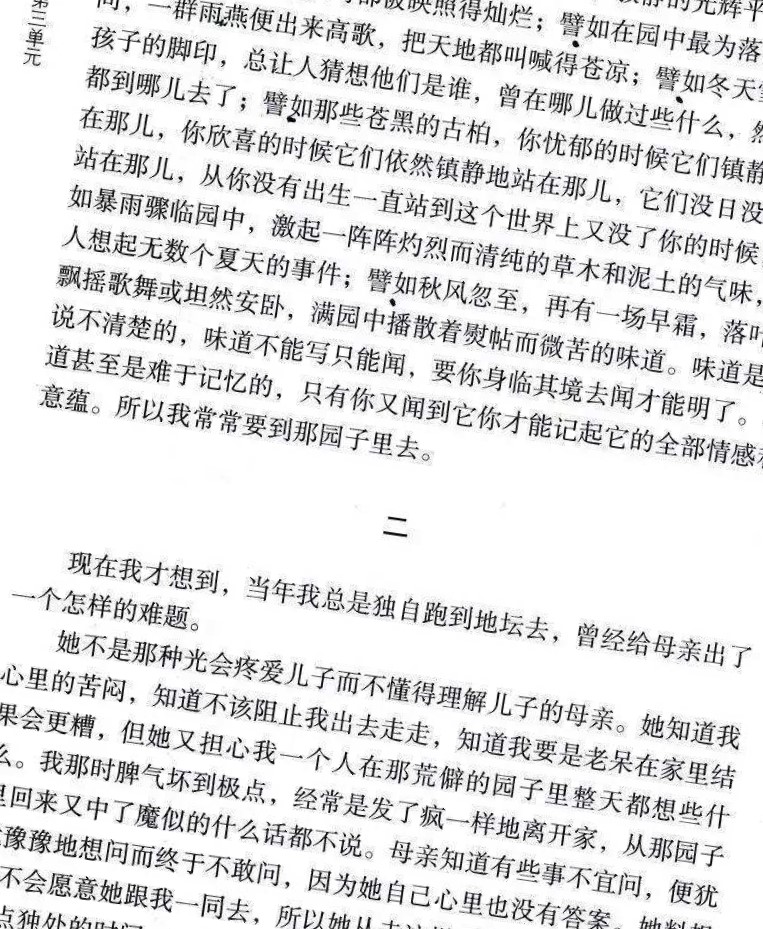 第三单元
间，一群雨燕便出来高歌，把天地都叫喊得苍凉；譬如在园中最为落
孩子的脚印，总让人猜想他们是谁，曾在哪儿做过些什么，然
都到哪儿去了；譬如那些苍黑的古柏，你忧郁的时候它们镇静
在那儿，你欣喜的时候它们依然镇静地站在那儿，它们没日没
站在那儿，从你没有出生一直站到这个世界上又没了你的时候
如暴雨骤临园中，激起一阵阵灼烈而清纯的草木和泥土的气味，
人想起无数个夏天的事件；譬如秋风忽至，再有一场早霜，落叶
飘摇歌舞或坦然安卧，满园中播散着熨帖而微苦的味道。味道是
说不清楚的，味道不能写只能闻，要你身临其境去闻才能明了。
道甚至是难于记忆的，只有你又闻到它你才能记起它的全部情感
意蕴。所以我常常要到那园子里去。
二
现在我才想到，当年我总是独自跑到地坛去，曾经给母亲出了
一个怎样的难题。
她不是那种光会疼爱儿子而不懂得理解儿子的母亲。她知道我
心里的苦闷，知道不该阻止我出去走走，知道我要是老呆在家里结
果会更糟，但她又担心我一个人在那荒僻的园子里整天都想些什
么。我那时脾气坏到极点，经常是发了疯一样地离开家，从那园子
里回来又中了魔似的什么话都不说。母亲知道有些事不宜问，便犹
豫豫地想问而终于不敢问，因为她自己心里也没有答案。她料想
不会愿意她跟我一同去，所以她从
独处的时间